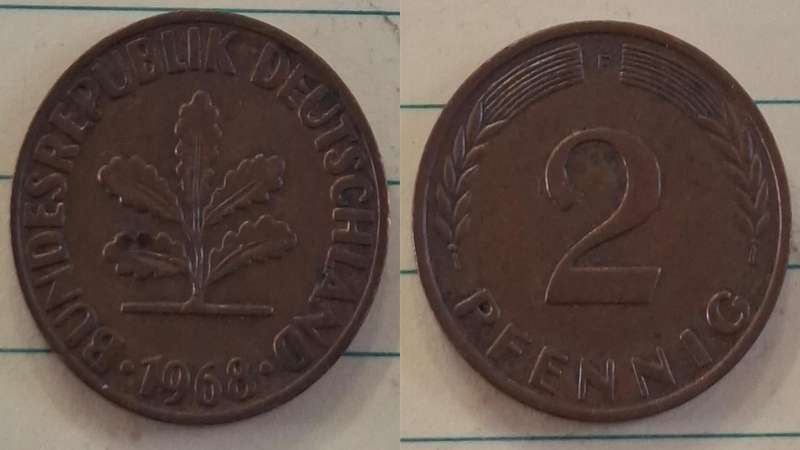 BUNDESREPUBLIK DEUTSCHLAND
· 1968 ·
F
2
PFENNIG